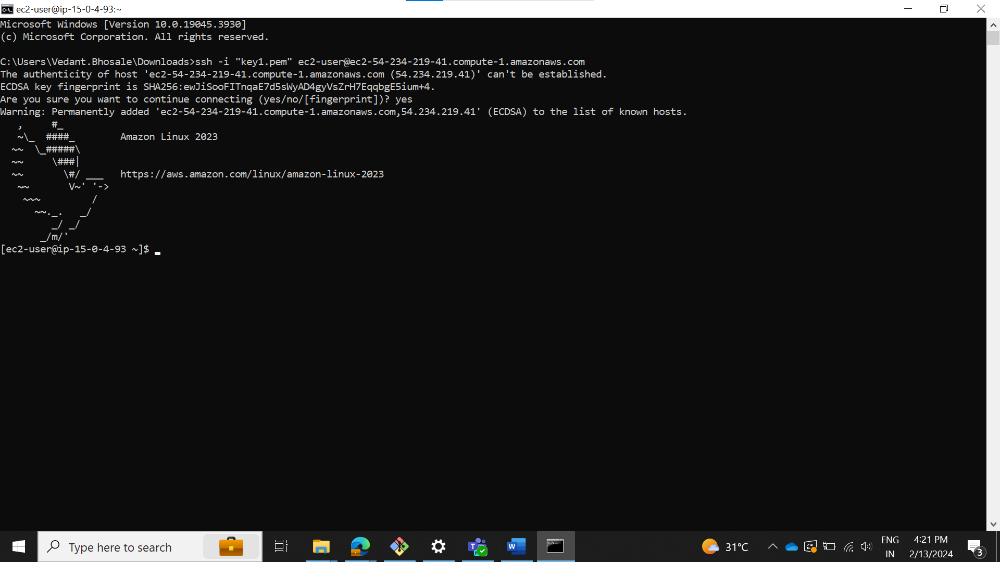 ec2-user@ip-15-0-4-93:~
Microsoft Windows [Version 10.0.19045.3930]
(c) Microsoft Corporation. All rights reserved.
C:\Users\Vedant.Bhosale\Downloads>ssh -i "key1.pem" ec2-user@ec2-54-234-219-41.compute-1.amazonaws.com
The authenticity of host 'ec2-54-234-219-41.compute-1.amazonaws.com (54.234.219.41)' can't be established.
ECDSA key fingerprint is SHA256:ewJiSooFITnqaE7d5sWyAD4gyVsZrH7EqqbgE5ium+4.
Are you sure you want to continue connecting (yes/no/[fingerprint])? yes
Warning: Permanently added 'ec2-54-234-219-41.compute-1.amazonaws.com,54.234.219.41' (ECDSA) to the list of known hosts.
   ,     #_
   ~\_  ####_        Amazon Linux 2023
  ~~  \_#####\
  ~~     \###|
  ~~       \#/ ___   https://aws.amazon.com/linux/amazon-linux-2023
   ~~       V~' '->
    ~~~         /
      ~~._.   _/
         _/ _/
       _/m/'
[ec2-user@ip-15-0-4-93 ~]$
Type here to search
31°C
ENG
IN
4:21 PM
2/13/2024
3